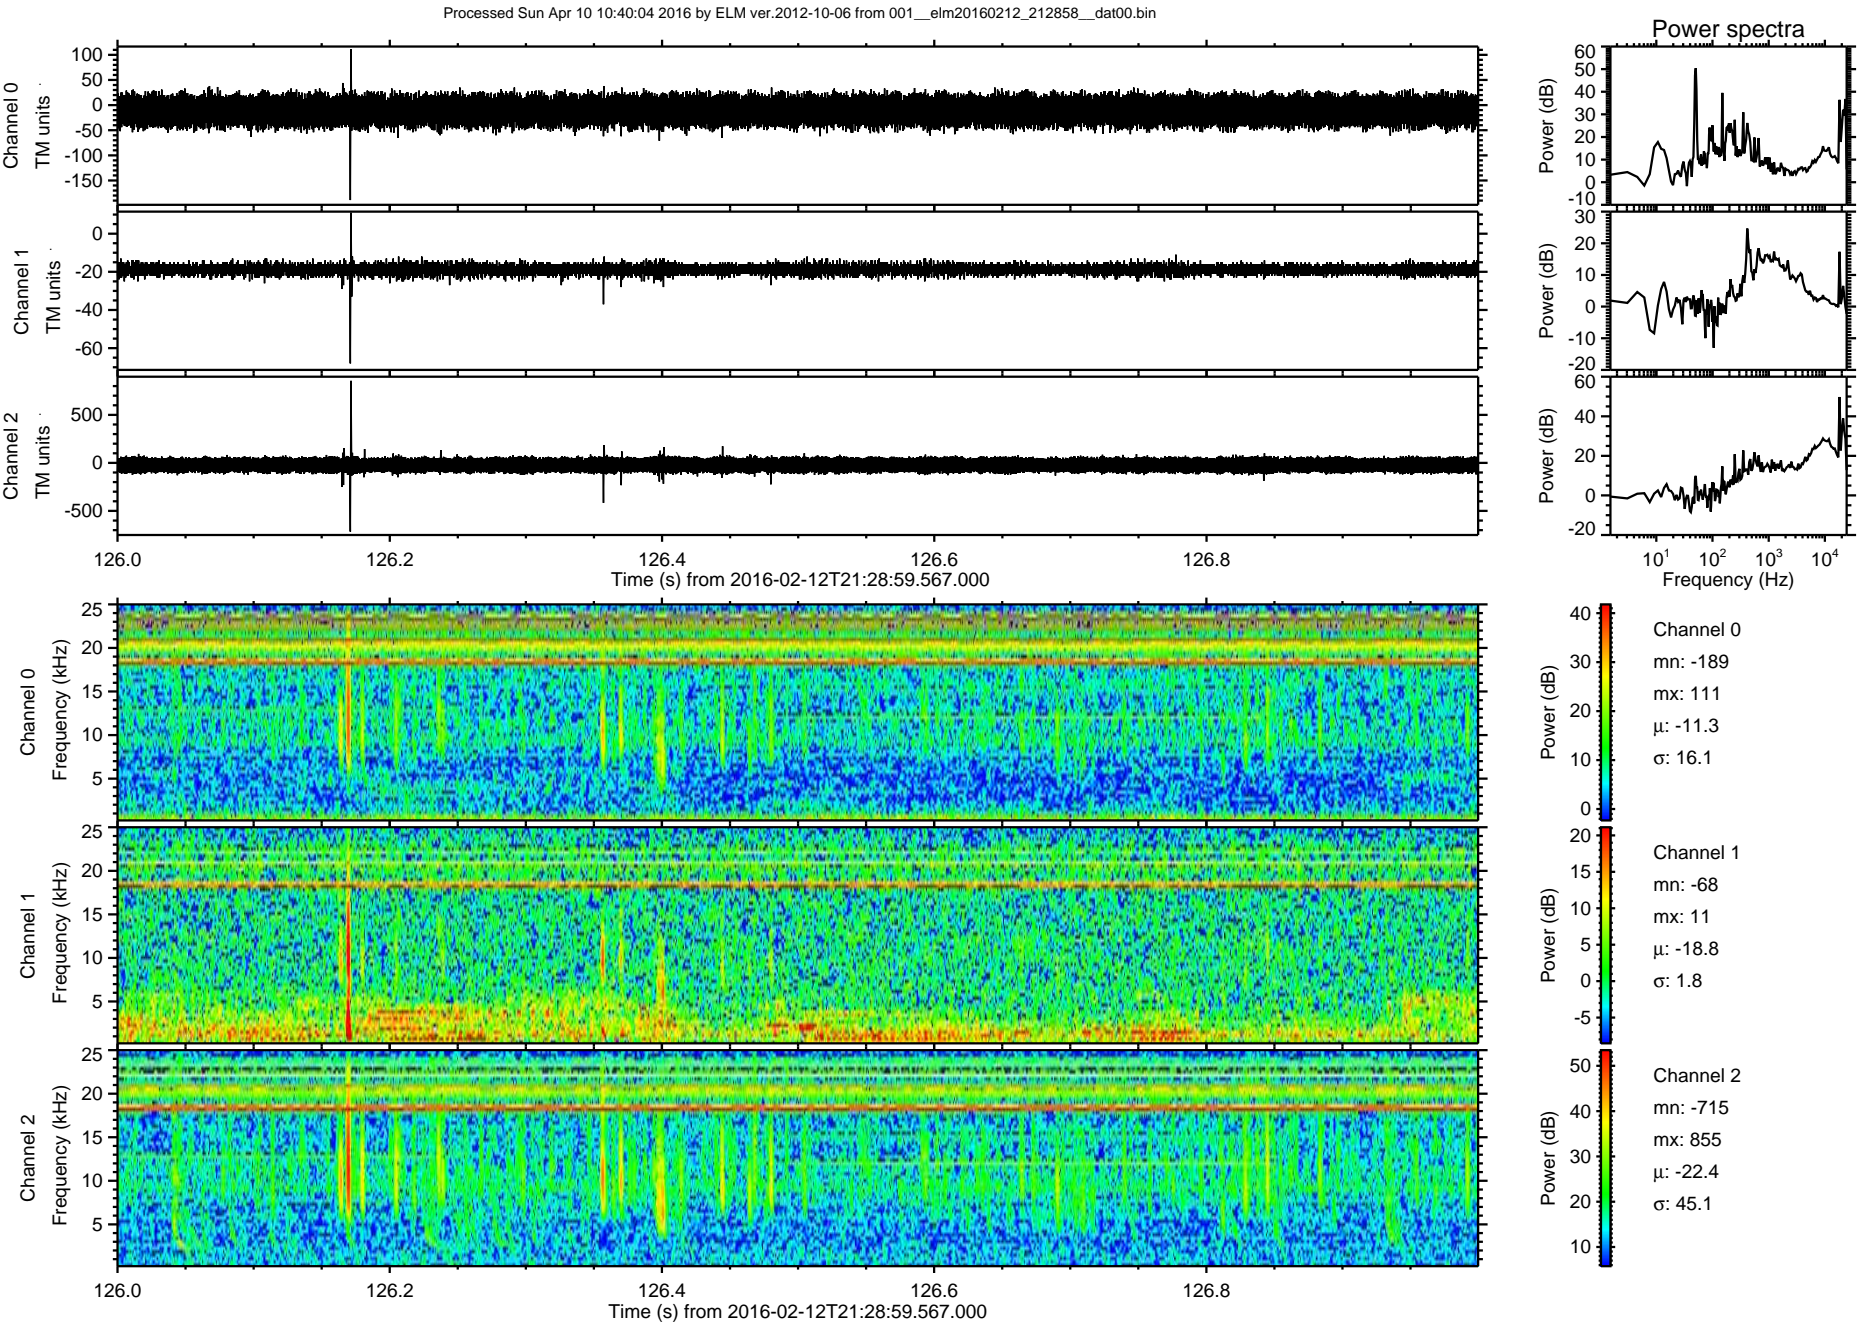 Processed Sun Apr 10 10:40:04 2016 by ELM ver.2012-10-06 from 001__elm20160212_212858__dat00.bin
Power spectra
Channel 0
TM units
100
50
0
-50
-100
-150
Power (dB)
60
50
40
30
20
10
0
-10
Channel 1
TM units
0
-20
-40
-60
Power (dB)
30
20
10
0
-10
-20
Channel 2
TM units
500
0
-500
Power (dB)
60
40
20
0
-20
126.0 126.2 126.4 126.6 126.8
Time (s) from 2016-02-12T21:28:59.567.000
10^1 10^2 10^3 10^4
Frequency (Hz)
Channel 0
Frequency (kHz)
25
20
15
10
5
Power (dB)
40
30
20
10
0
Channel 0
mn: -189
mx: 111
μ: -11.3
σ: 16.1
Channel 1
Frequency (kHz)
25
20
15
10
5
Power (dB)
20
15
10
5
0
-5
Channel 1
mn: -68
mx: 11
μ: -18.8
σ: 1.8
Channel 2
Frequency (kHz)
25
20
15
10
5
Power (dB)
50
40
30
20
10
Channel 2
mn: -715
mx: 855
μ: -22.4
σ: 45.1
126.0 126.2 126.4 126.6 126.8
Time (s) from 2016-02-12T21:28:59.567.000